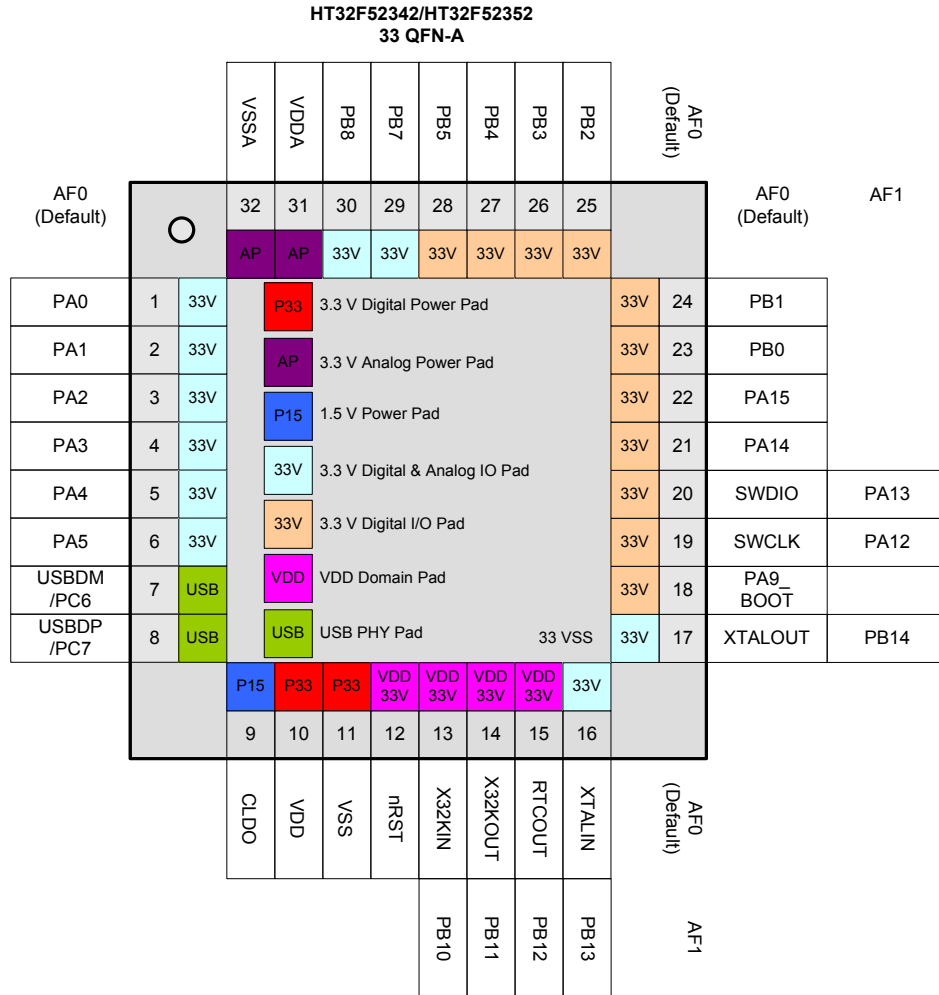 HT32F52342/HT32F52352
33 QFN-A
VSSA
VDDA
PB8
PB7
PB5
PB4
PB3
PB2
AF0
(Default)
AF0
(Default)
32 31 30 29 28 27 26 25
AF0
(Default)
AF1
AP AP 33V 33V 33V 33V 33V 33V
PA0 1 33V
P33 3.3 V Digital Power Pad
33V 24 PB1
PA1 2 33V
AP 3.3 V Analog Power Pad
33V 23 PB0
PA2 3 33V
P15 1.5 V Power Pad
33V 22 PA15
PA3 4 33V
33V 3.3 V Digital & Analog IO Pad
33V 21 PA14
PA4 5 33V
33V 20 SWDIO PA13
33V 3.3 V Digital I/O Pad
PA5 6 33V
33V 19 SWCLK PA12
USBDM
/PC6
7 USB
VDD VDD Domain Pad
33V 18
PA9_
BOOT
USBDP
/PC7
8 USB
USB USB PHY Pad
33 VSS
33V 17 XTALOUT PB14
P15 P33 P33
VDD
33V
VDD
33V
VDD
33V
VDD
33V
33V
9 10 11 12 13 14 15 16
CLDO
VDD
VSS
nRST
X32KIN
X32KOUT
RTCOUT
XTALIN
AF0
(Default)
PB10
PB11
PB12
PB13
AF1